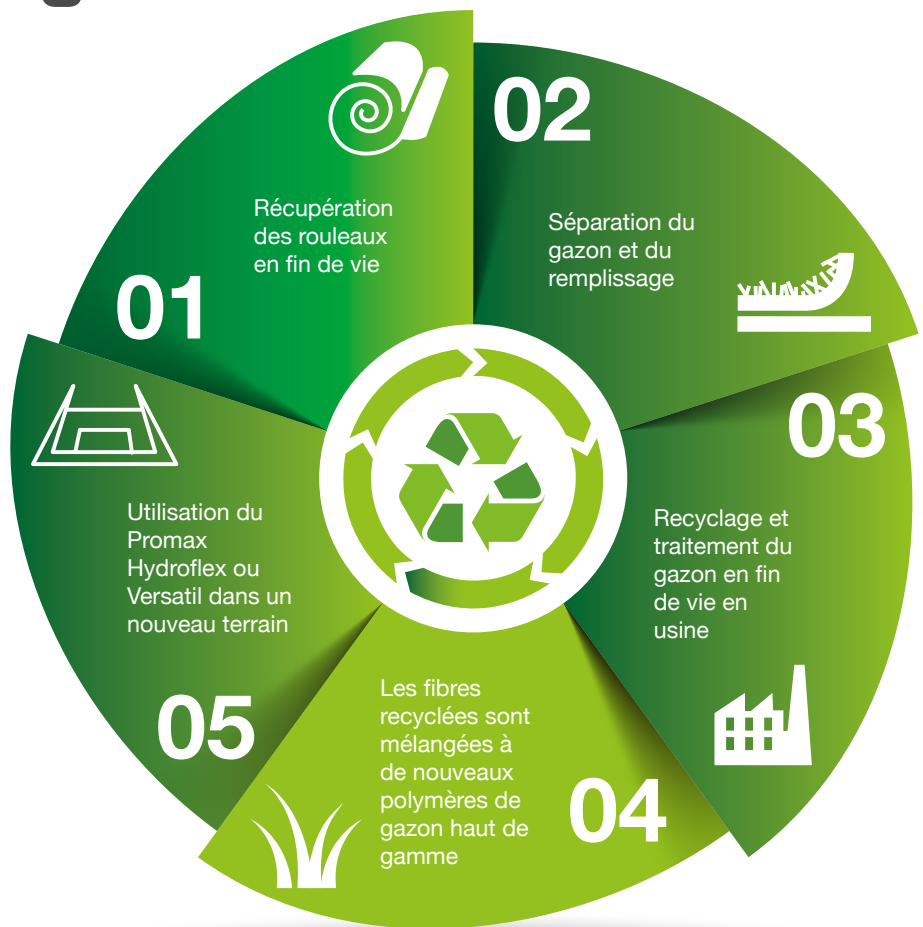 01
Récupération
des rouleaux
en fin de vie
02
Séparation du
gazon et du
remplissage
03
Recyclage et
traitement du
gazon en fin
de vie en
usine
04
Les fibres
recyclées sont
mélangées à
de nouveaux
polymères de
gazon haut de
gamme
05
Utilisation du
Promax
Hydroflex ou
Versatil dans un
nouveau terrain